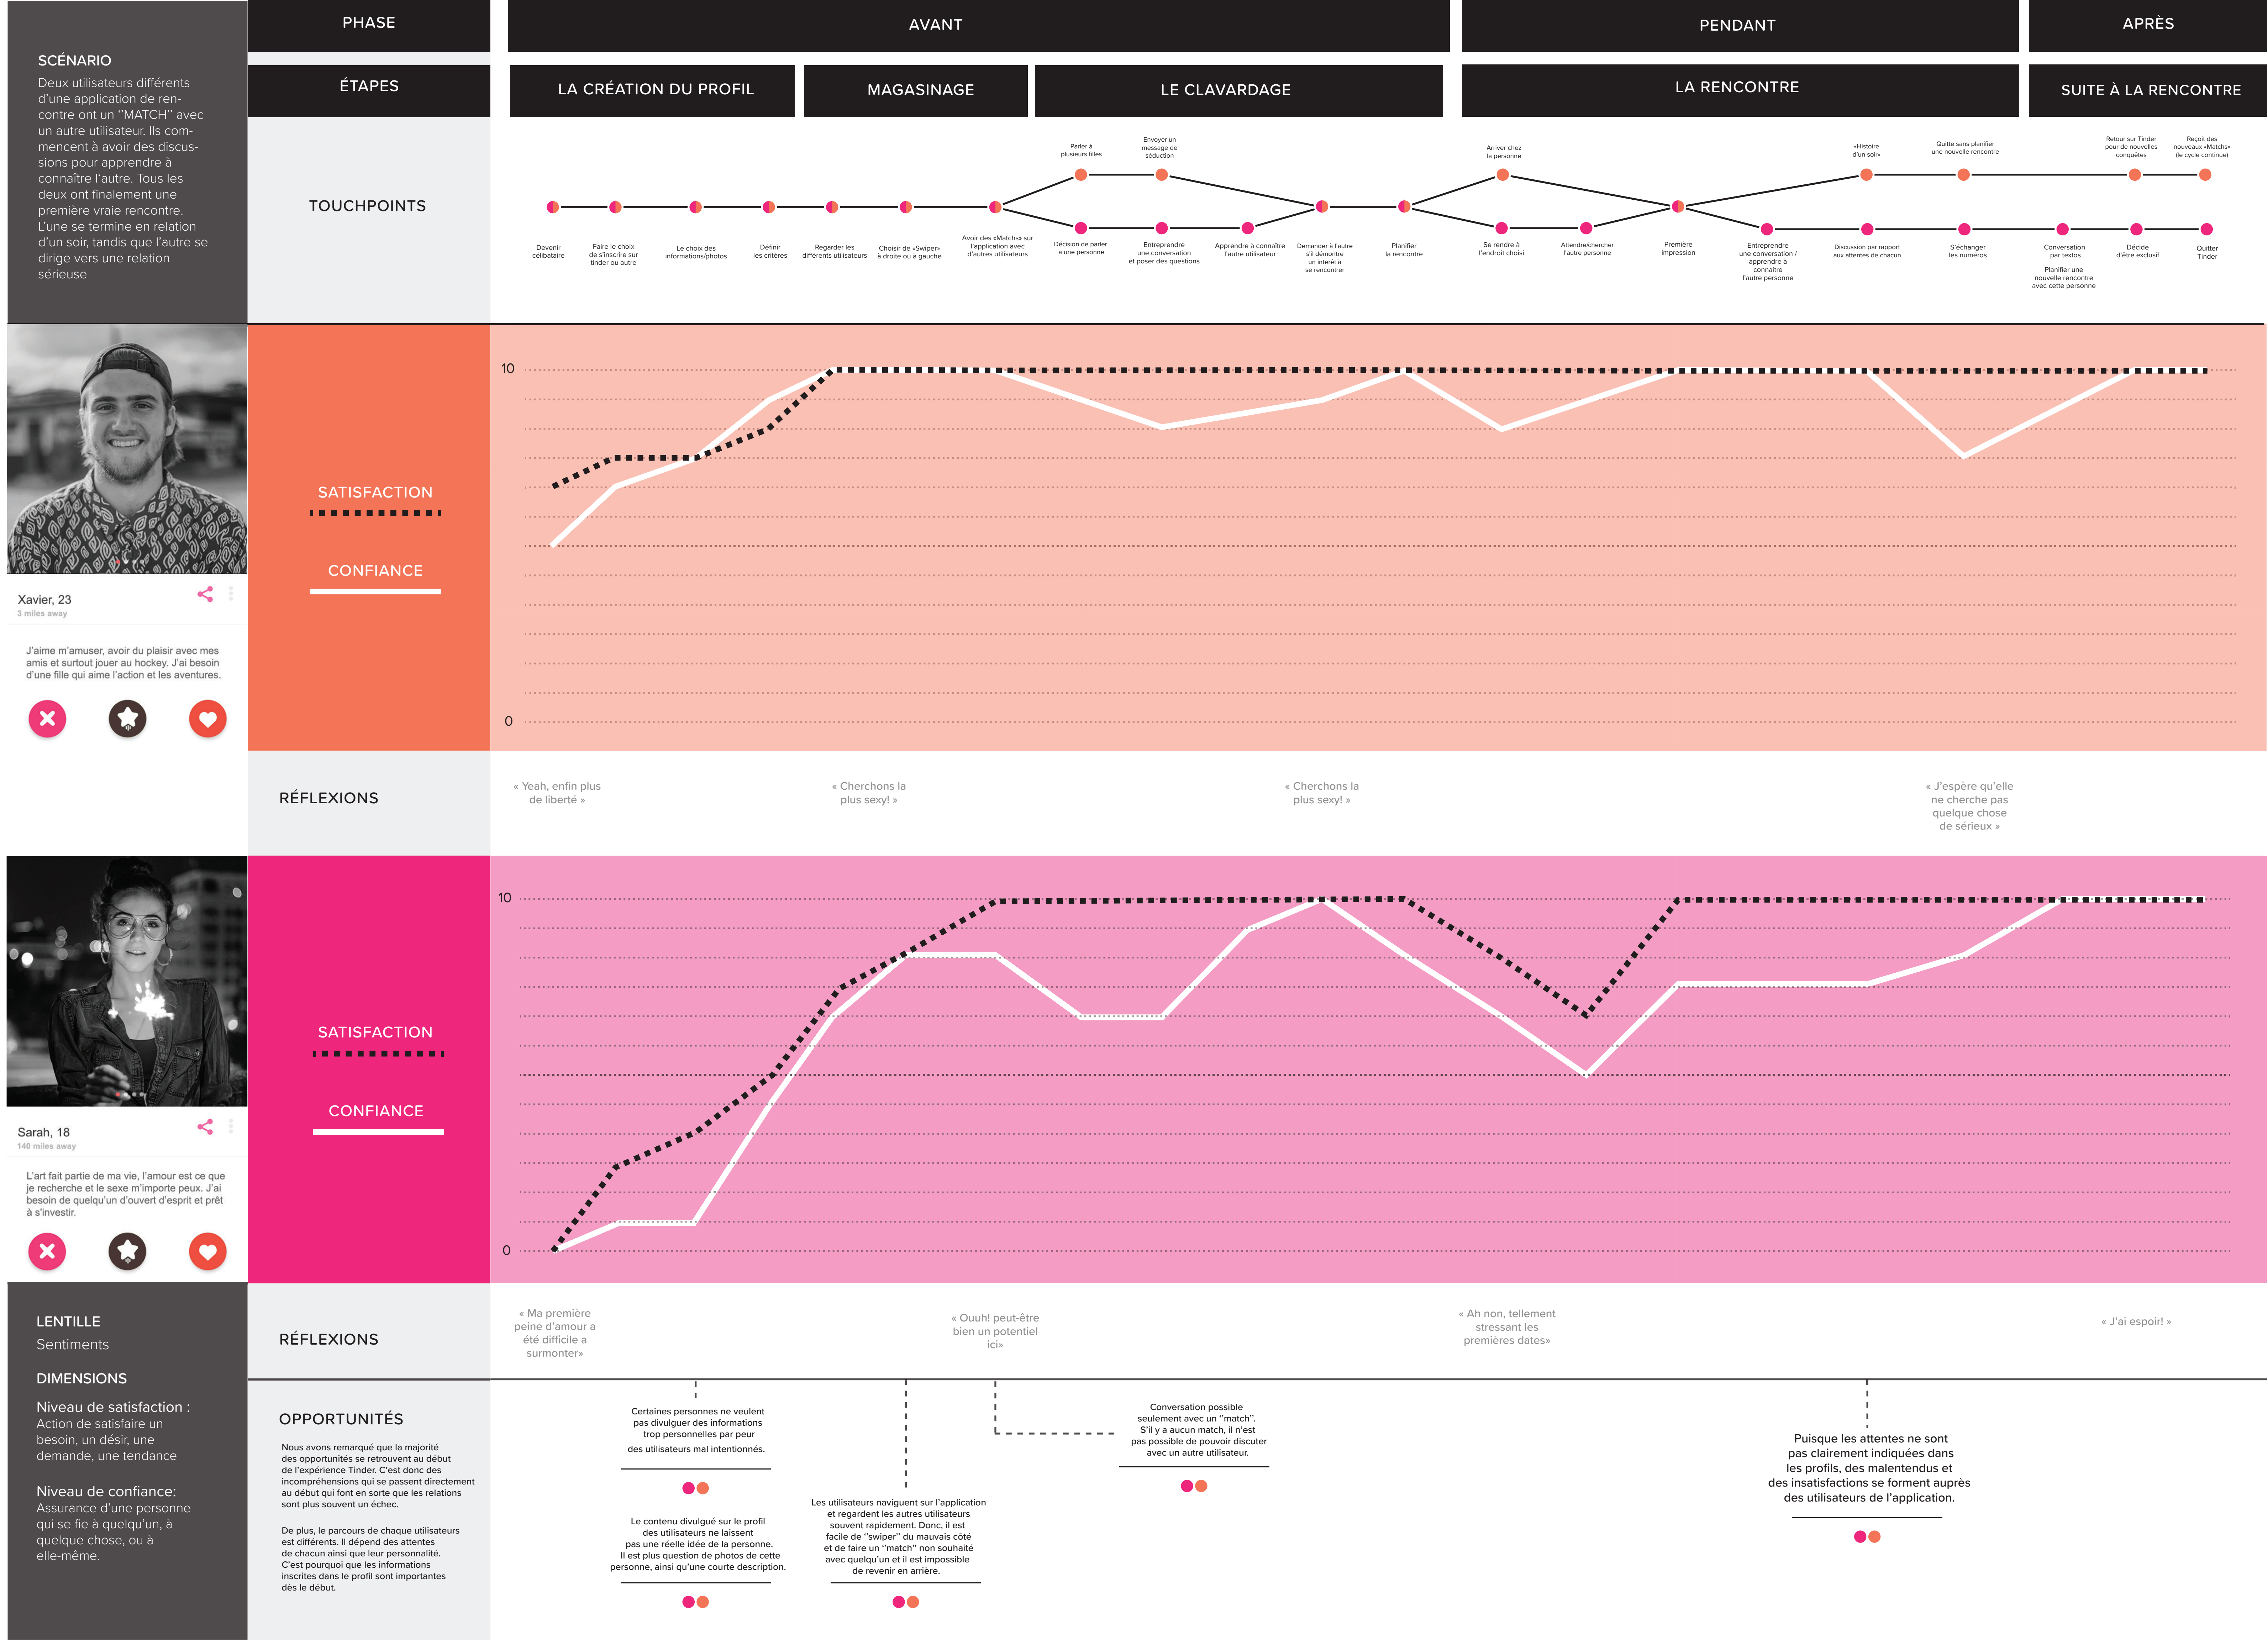 SCÉNARIO
Deux utilisateurs différents
d'une application de ren-
contre ont un ''MATCH'' avec
un autre utilisateur. Ils com-
mencent à avoir des discus-
sions pour apprendre à
connaître l'autre. Tous les
deux ont finalement une
première vraie rencontre.
L'une se termine en relation
d'un soir, tandis que l'autre se
dirige vers une relation
sérieuse
PHASE
AVANT
PENDANT
APRÈS
ÉTAPES
LA CRÉATION DU PROFIL
MAGASINAGE
LE CLAVARDAGE
LA RENCONTRE
SUITE À LA RENCONTRE
TOUCHPOINTS
Parler à
plusieurs filles
Envoyer un
message de
séduction
Arriver chez
la personne
«Histoire
d'un soir»
Quitte sans planifier
une nouvelle rencontre
Retour sur Tinder
pour de nouvelles
conquêtes
Reçoit des
nouveaux «Matchs»
(le cycle continue)
Devenir
célibataire
Faire le choix
de s'inscrire sur
tinder ou autre
Le choix des
informations/photos
Définir
les critères
Regarder les
différents utilisateurs
Choisir de «Swiper»
à droite ou à gauche
Avoir des «Matchs» sur
l'application avec
d'autres utilisateurs
Décision de parler
a une personne
Entreprendre
une conversation
et poser des questions
Apprendre à connaître
l'autre utilisateur
Demander à l'autre
s'il démontre
un interêt à
se rencontrer
Planifier
la rencontre
Se rendre à
l'endroit choisi
Attendre/chercher
l'autre personne
Première
impression
Entreprendre
une conversation /
apprendre à
connaitre
l'autre personne
Discussion par rapport
aux attentes de chacun
S'échanger
les numéros
Conversation
par textos
Planifier une
nouvelle rencontre
avec cette personne
Décide
d'être exclusif
Quitter
Tinder
10
SATISFACTION
CONFIANCE
0
Xavier, 23
3 miles away
J'aime m'amuser, avoir du plaisir avec mes
amis et surtout jouer au hockey. J'ai besoin
d'une fille qui aime l'action et les aventures.
RÉFLEXIONS
« Yeah, enfin plus
de liberté »
« Cherchons la
plus sexy! »
« Cherchons la
plus sexy! »
« J'espère qu'elle
ne cherche pas
quelque chose
de sérieux »
10
SATISFACTION
CONFIANCE
0
Sarah, 18
140 miles away
L'art fait partie de ma vie, l'amour est ce que
je recherche et le sexe m'importe peux. J'ai
besoin de quelqu'un d'ouvert d'esprit et prêt
à s'investir.
RÉFLEXIONS
« Ma première
peine d'amour a
été difficile a
surmonter»
« Ouuh! peut-être
bien un potentiel
ici»
« Ah non, tellement
stressant les
premières dates»
« J'ai espoir! »
LENTILLE
Sentiments
DIMENSIONS
Niveau de satisfaction :
Action de satisfaire un
besoin, un désir, une
demande, une tendance
Niveau de confiance:
Assurance d'une personne
qui se fie à quelqu'un, à
quelque chose, ou à
elle-même.
OPPORTUNITÉS
Nous avons remarqué que la majorité
des opportunités se retrouvent au début
de l'expérience Tinder. C'est donc des
incompréhensions qui se passent directement
au début qui font en sorte que les relations
sont plus souvent un échec.
De plus, le parcours de chaque utilisateurs
est différents. Il dépend des attentes
de chacun ainsi que leur personnalité.
C'est pourquoi que les informations
inscrites dans le profil sont importantes
dès le début.
Certaines personnes ne veulent
pas divulguer des informations
trop personnelles par peur
des utilisateurs mal intentionnés.
Le contenu divulgué sur le profil
des utilisateurs ne laissent
pas une réelle idée de la personne.
Il est plus question de photos de cette
personne, ainsi qu'une courte description.
Les utilisateurs naviguent sur l'application
et regardent les autres utilisateurs
souvent rapidement. Donc, il est
facile de ''swiper'' du mauvais côté
et de faire un ''match'' non souhaité
avec quelqu'un et il est impossible
de revenir en arrière.
Conversation possible
seulement avec un ''match''.
S'il y a aucun match, il n'est
pas possible de pouvoir discuter
avec un autre utilisateur.
Puisque les attentes ne sont
pas clairement indiquées dans
les profils, des malentendus et
des insatisfactions se forment auprès
des utilisateurs de l'application.